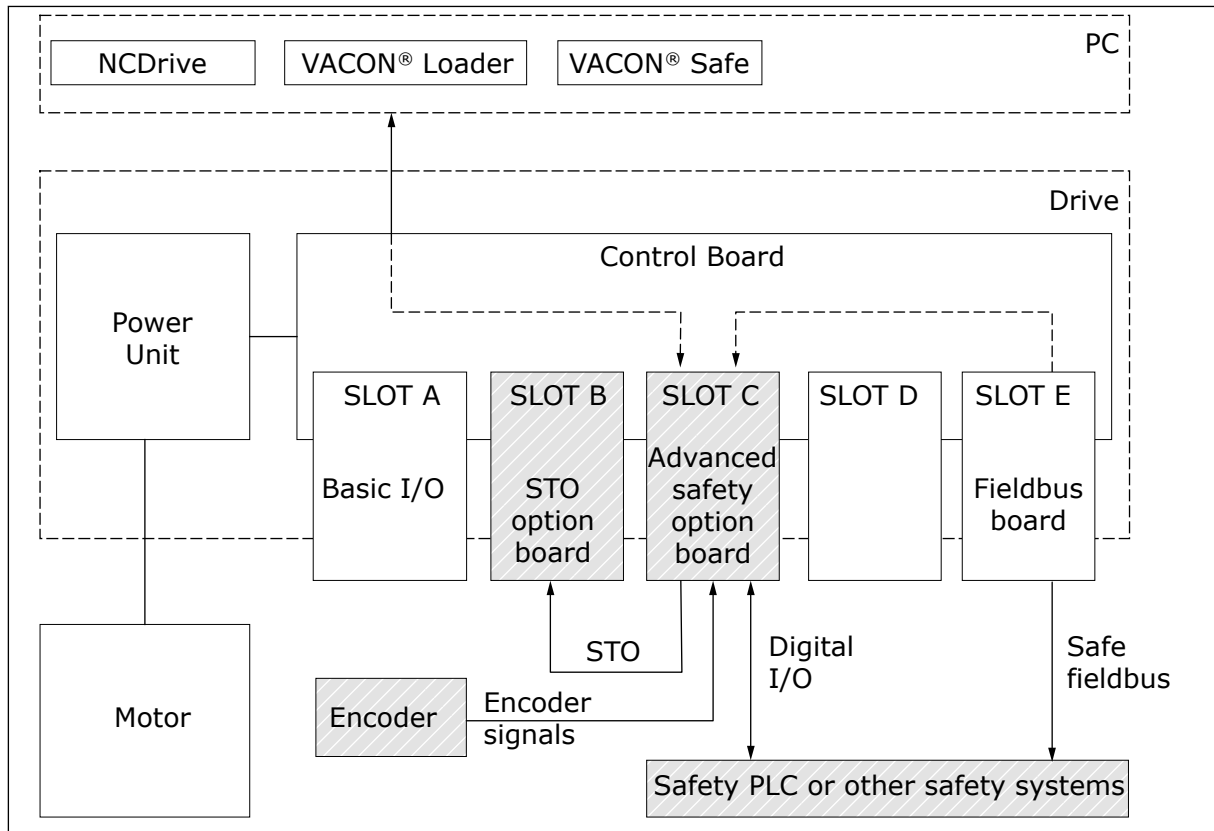 PC
NCDrive
VACON® Loader
VACON® Safe
Drive
Control Board
Power
Unit
SLOT A
Basic I/O
SLOT B
STO
option
board
SLOT C
Advanced
safety
option
board
SLOT D
SLOT E
Fieldbus
board
STO
Digital
I/O
Safe
fieldbus
Motor
Encoder
Encoder
signals
Safety PLC or other safety systems